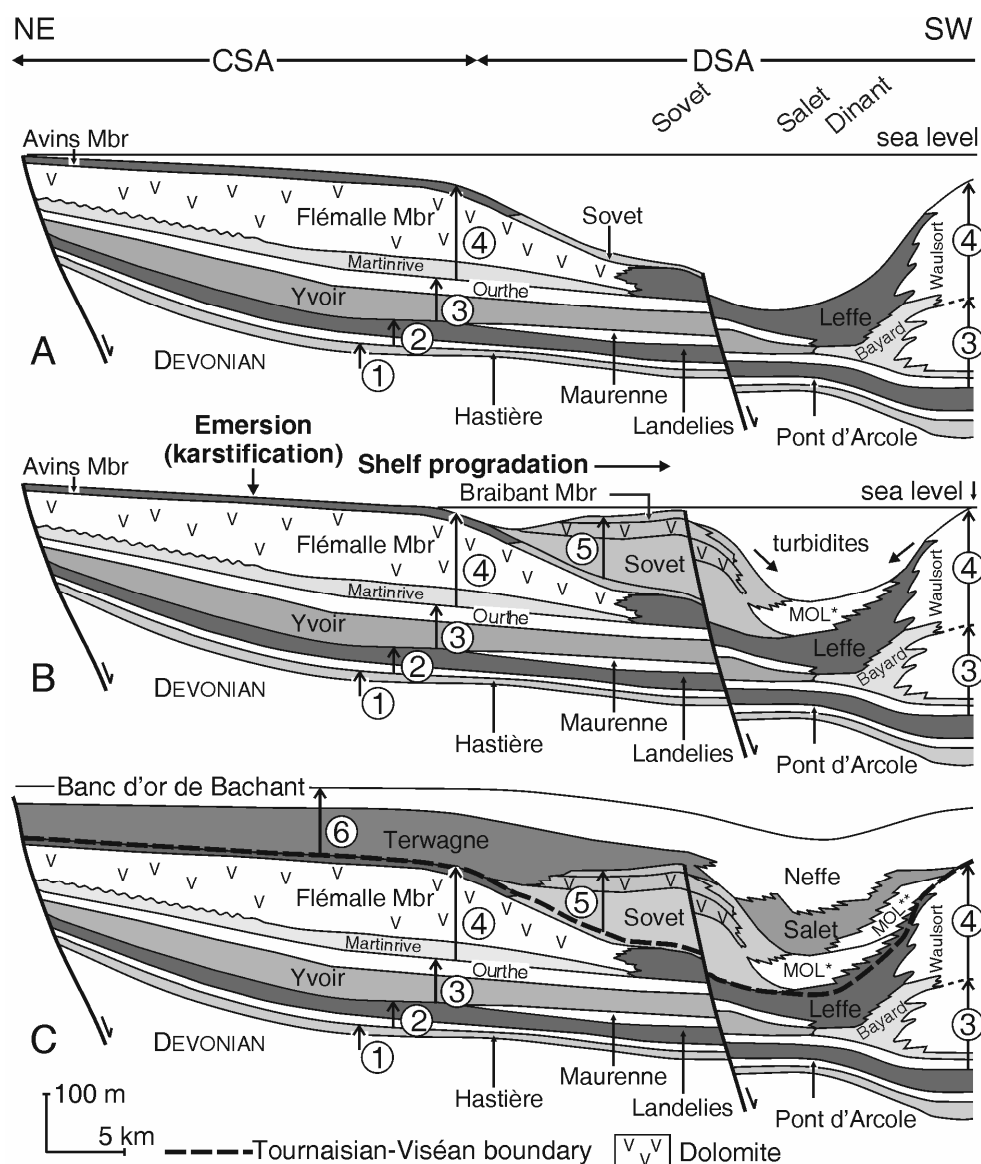 NE SW
CSA DSA
Sovet Salet Dinant
Avins Mbr sea level
Flémalle Mbr Sovet
4 4
Martinrive Waulsort
Ourthe
Yvoir 3 Leffe
Bayard 3
A 2
DEVONIAN 1
Maurenne
Hastière Landelies Pont d'Arcole
Emersion
(karstification) Shelf progradation
Avins Mbr Braibant Mbr sea level
turbidites
Flémalle Mbr 4 5 Sovet 4
MOL* Waulsort
Martinrive
Ourthe
Yvoir 3 Leffe
Bayard 3
B 2
DEVONIAN 1
Maurenne
Hastière Landelies Pont d'Arcole
Banc d'or de Bachant
6
Terwagne
Neffe
Flémalle Mbr 4 5 Sovet Salet MOL** 4
MOL* Waulsort
Martinrive
Ourthe
Yvoir 3 Leffe
Bayard 3
C 2
DEVONIAN 1
Maurenne
Hastière Landelies Pont d'Arcole
100 m
5 km Tournaisian-Viséan boundary V V V V Dolomite